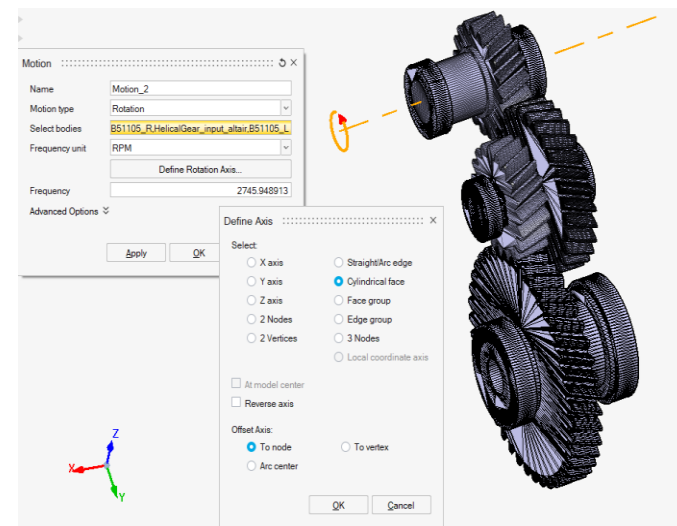 Motion
Name Motion_2
Motion type Rotation
Select bodies B51105_R,HelicalGear_input_altair,B51105_L
Frequency unit RPM
Define Rotation Axis...
Frequency 2745.948913
Advanced Options
Apply OK
Define Axis
Select:
X axis Straight/Arc edge
Y axis Cylindrical face
Z axis Face group
2 Nodes Edge group
2 Vertices 3 Nodes
Local coordinate axis
At model center
Reverse axis
Offset Axis:
To node To vertex
Arc center
OK Cancel
Z
X
Y